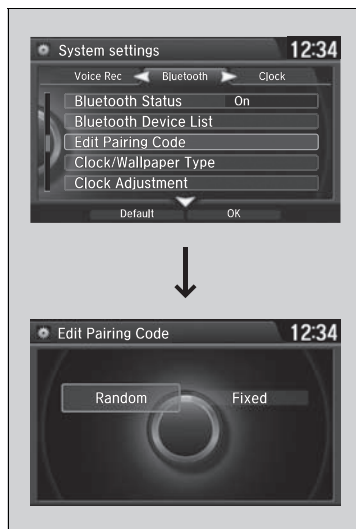 System settings 12:34
Voice Rec Bluetooth Clock
Bluetooth Status On
Bluetooth Device List
Edit Pairing Code
Clock/Wallpaper Type
Clock Adjustment
Default OK
Edit Pairing Code 12:34
Random Fixed